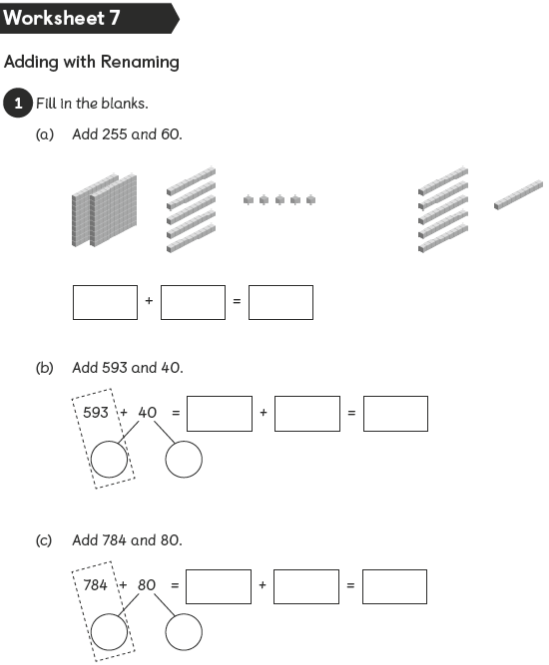 Worksheet 7
Adding with Renaming
1 Fill in the blanks.
(a) Add 255 and 60.
+ =
(b) Add 593 and 40.
593 + 40 = + =
(c) Add 784 and 80.
784 + 80 = + =